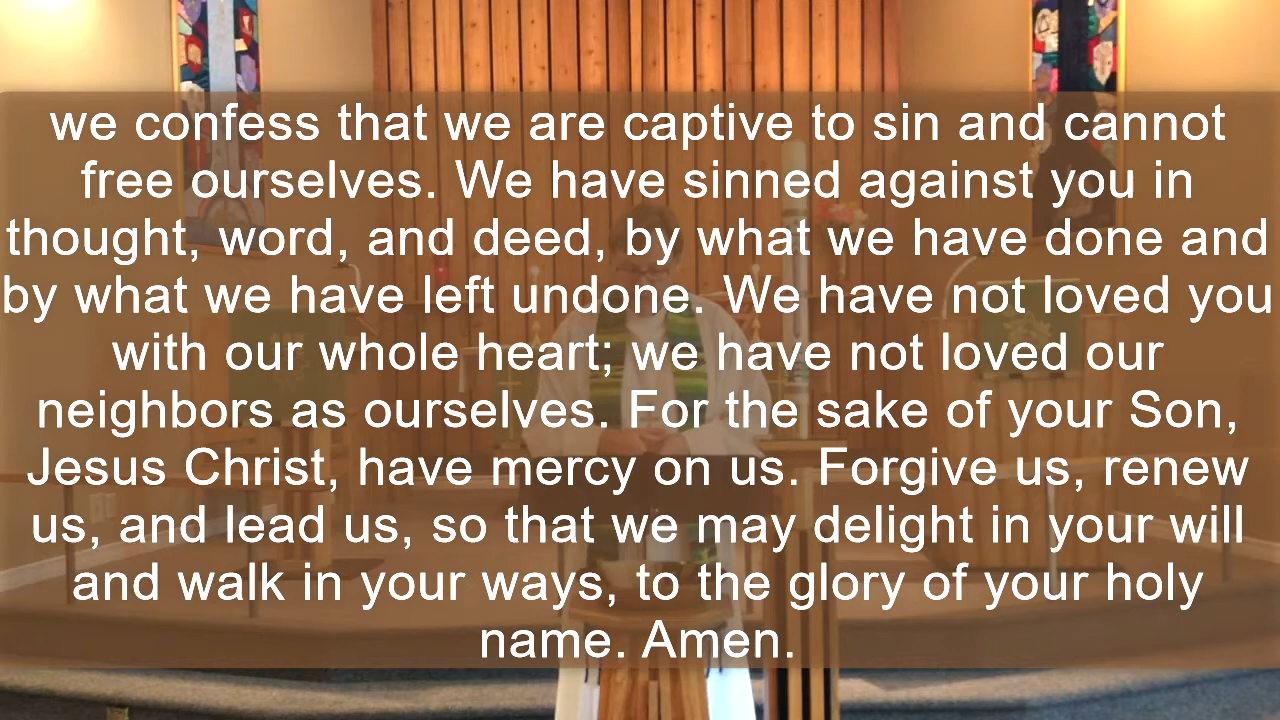 we confess that we are captive to sin and cannot
free ourselves. We have sinned against you in
thought, word, and deed, by what we have done and
by what we have left undone. We have not loved you
with our whole heart; we have not loved our
neighbors as ourselves. For the sake of your Son,
Jesus Christ, have mercy on us. Forgive us, renew
us, and lead us, so that we may delight in your will
and walk in your ways, to the glory of your holy
name. Amen.